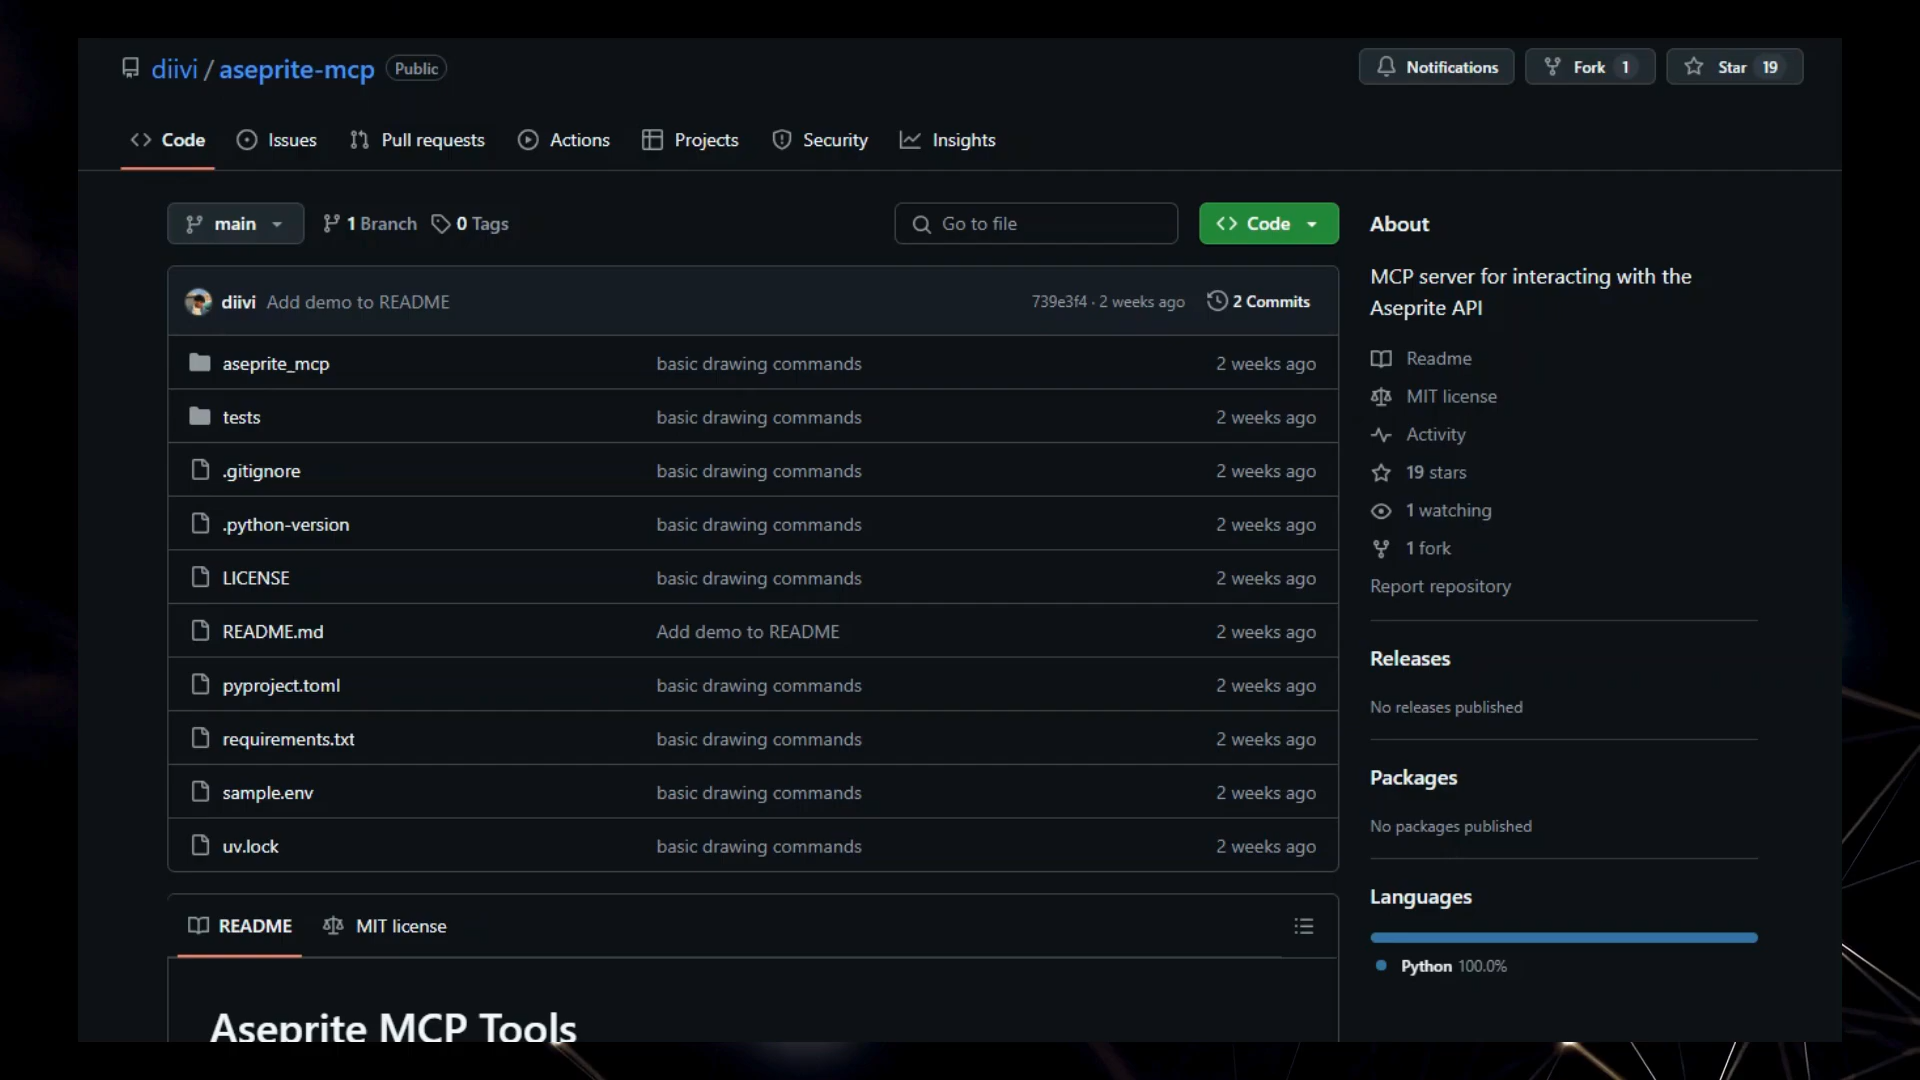 diivi / aseprite-mcp Public
Notifications
Fork 1
Star 19
Code
Issues
Pull requests
Actions
Projects
Security
Insights
main
1 Branch
0 Tags
Go to file
Code
diivi Add demo to README 739e3f4 · 2 weeks ago 2 Commits
aseprite_mcp basic drawing commands 2 weeks ago
tests basic drawing commands 2 weeks ago
.gitignore basic drawing commands 2 weeks ago
.python-version basic drawing commands 2 weeks ago
LICENSE basic drawing commands 2 weeks ago
README.md Add demo to README 2 weeks ago
pyproject.toml basic drawing commands 2 weeks ago
requirements.txt basic drawing commands 2 weeks ago
sample.env basic drawing commands 2 weeks ago
uv.lock basic drawing commands 2 weeks ago
README
MIT license
Aseprite MCP Tools
About
MCP server for interacting with the
Aseprite API
Readme
MIT license
Activity
19 stars
1 watching
1 fork
Report repository
Releases
No releases published
Packages
No packages published
Languages
Python 100.0%